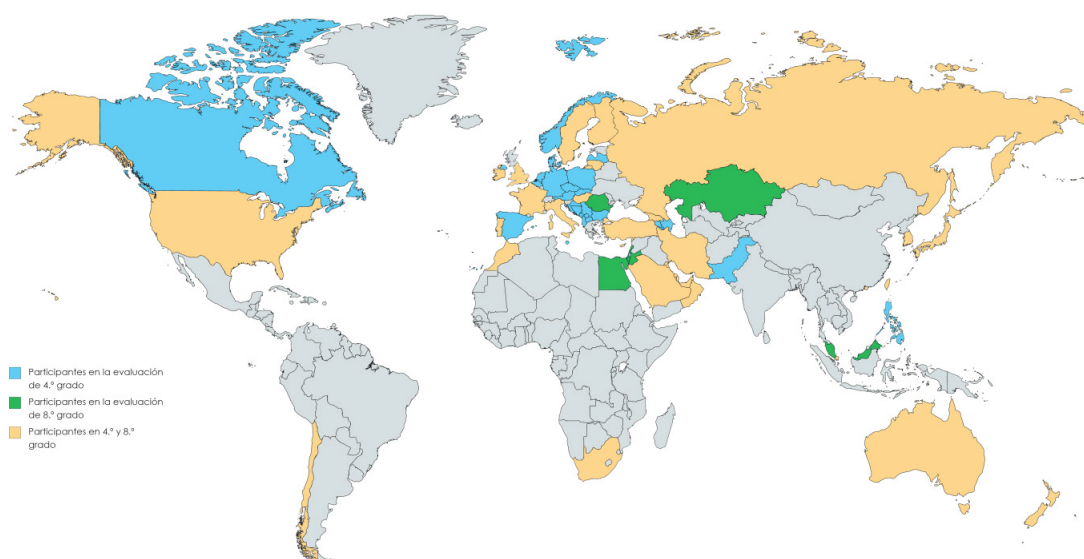 Participantes en la evaluación
de 4.º grado
Participantes en la evaluación
de 8.º grado
Participantes en 4.º y 8.º
grado